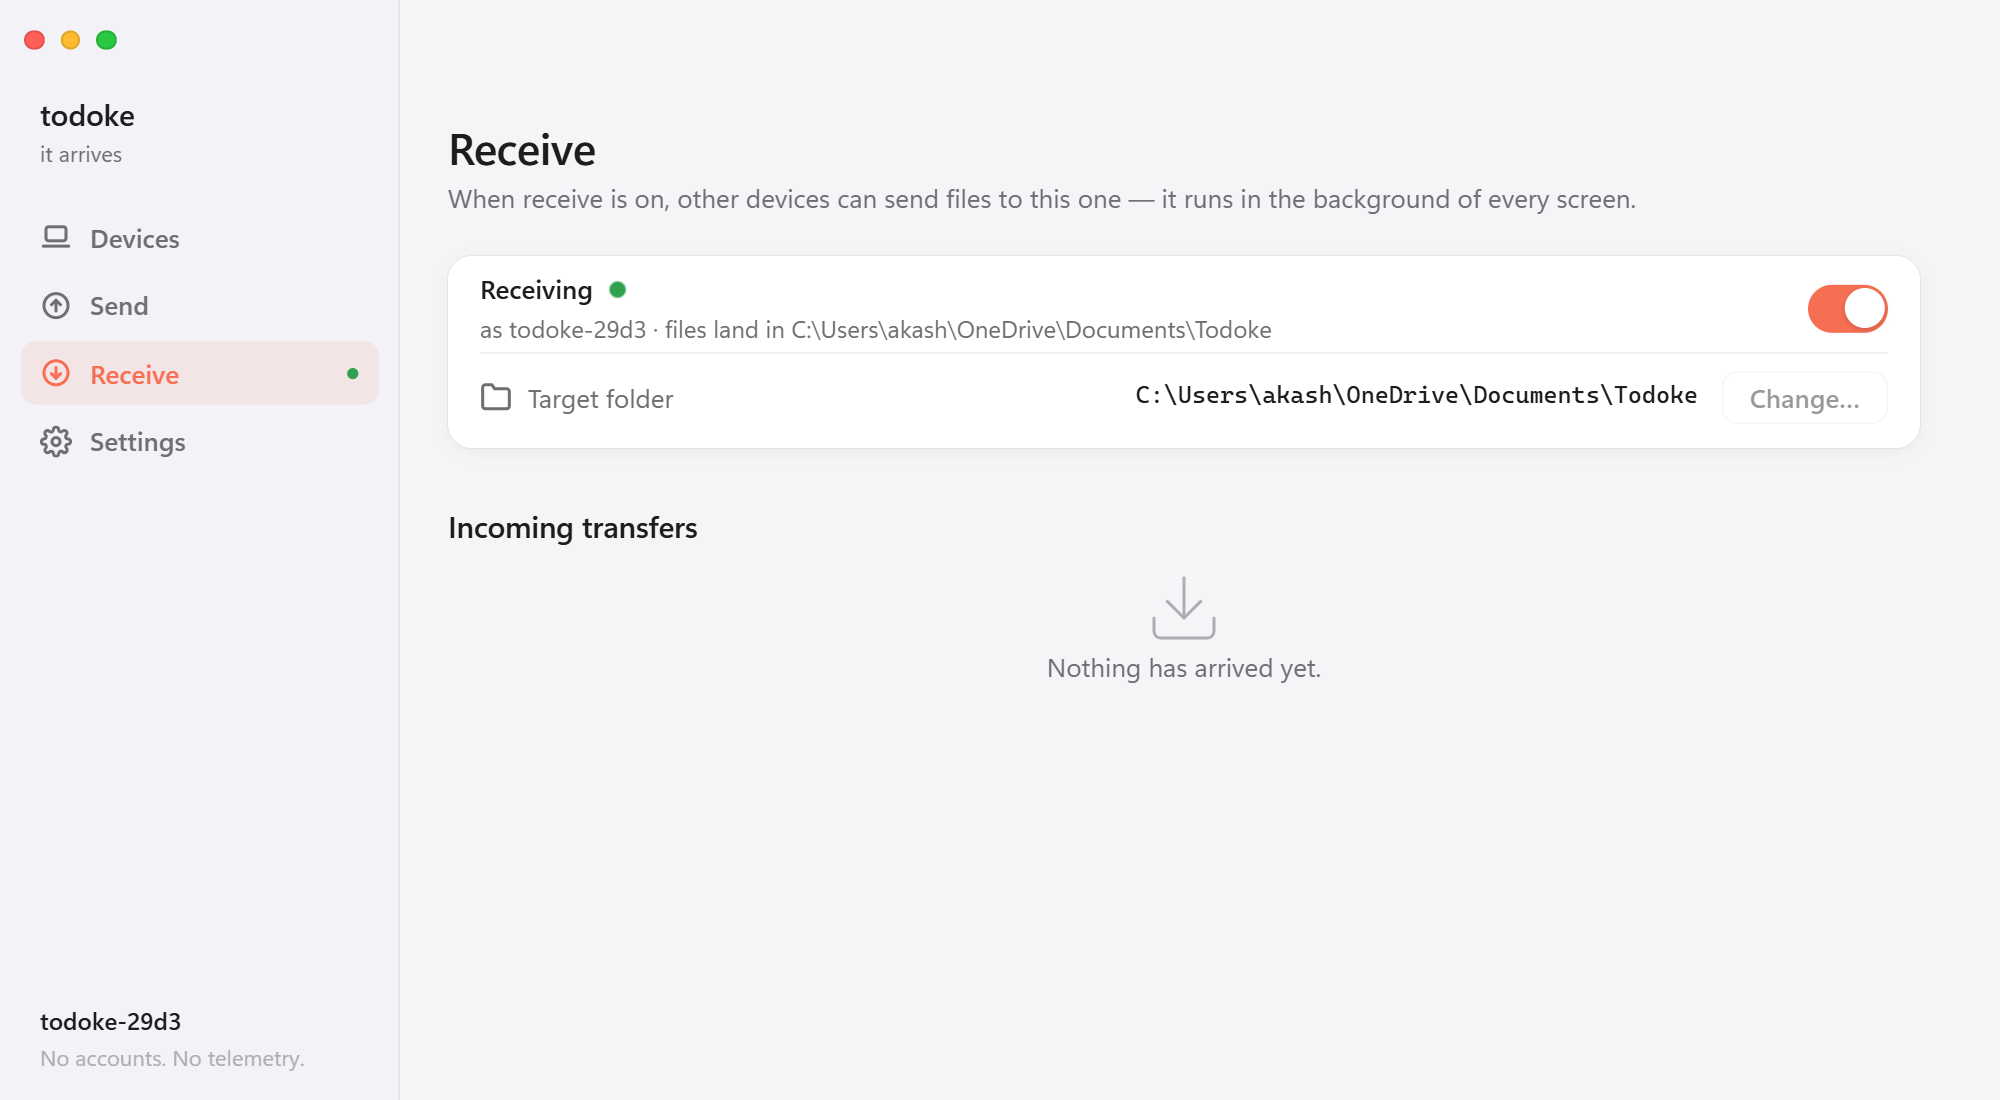 todoke
it arrives
Devices
Send
Receive
Settings
todoke-29d3
No accounts. No telemetry.
Receive
When receive is on, other devices can send files to this one — it runs in the background of every screen.
Receiving
as todoke-29d3 · files land in C:\Users\akash\OneDrive\Documents\Todoke
Target folder C:\Users\akash\OneDrive\Documents\Todoke Change...
Incoming transfers
Nothing has arrived yet.